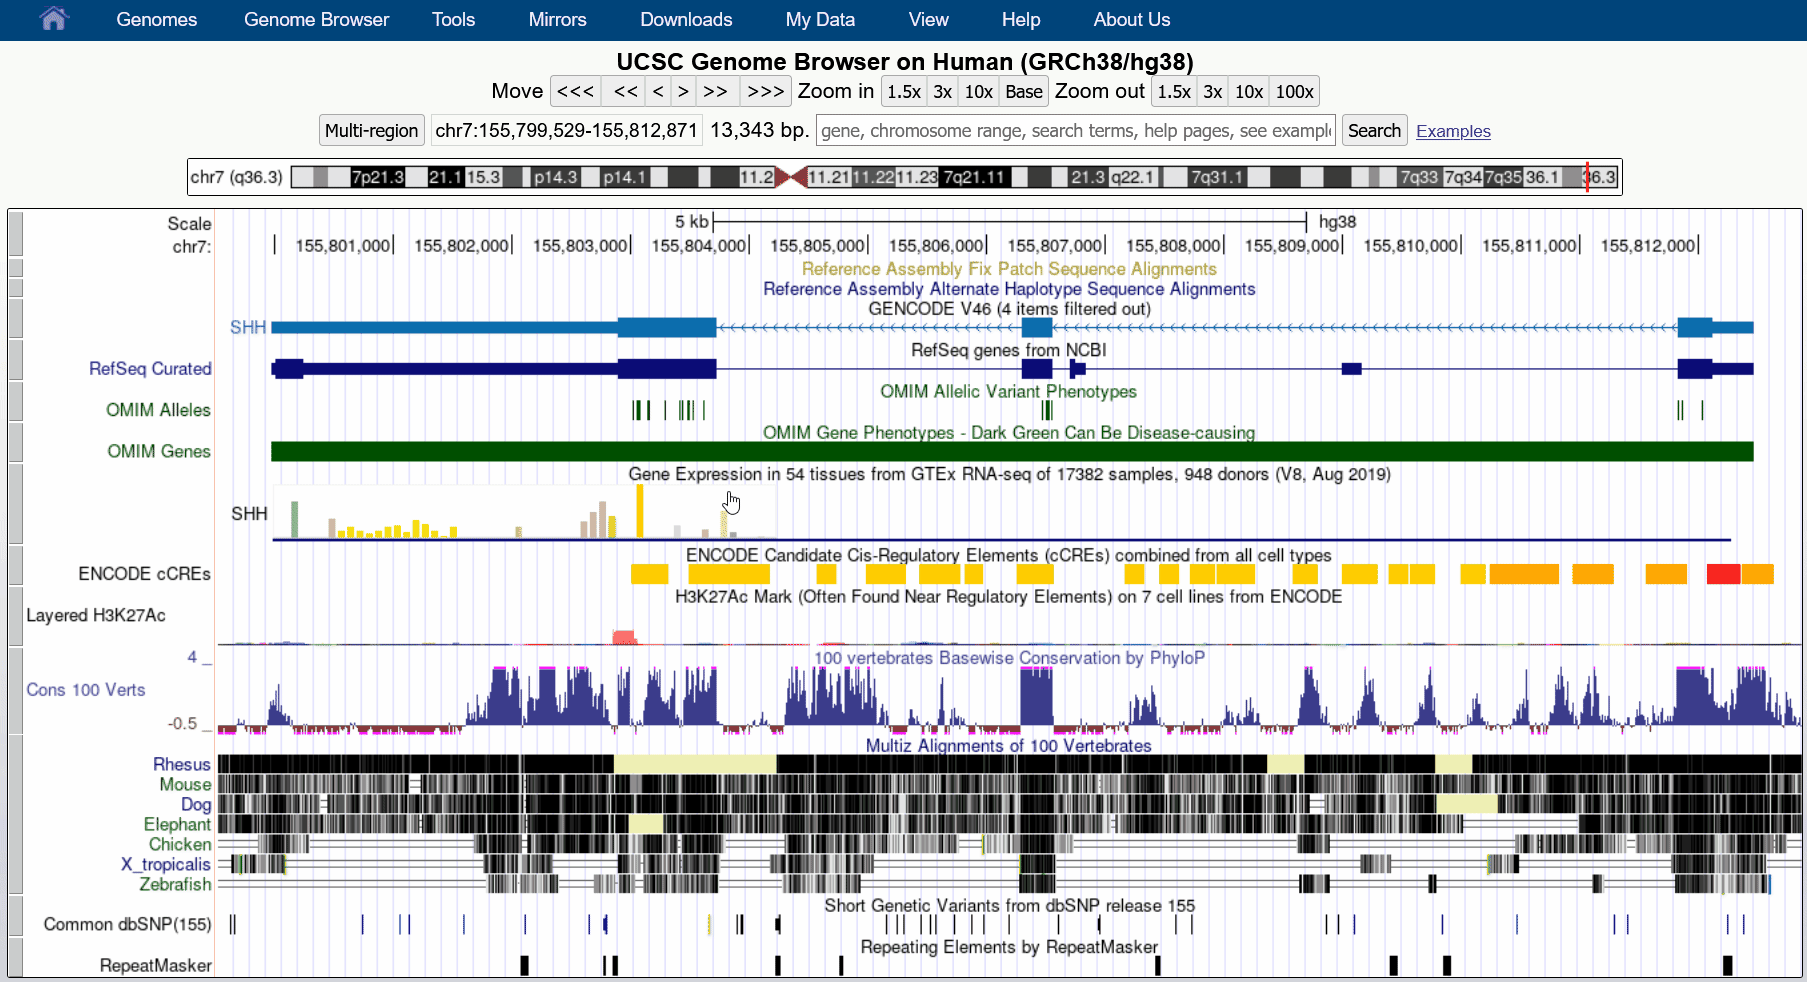 Genomes Genome Browser Tools Mirrors Downloads My Data View Help About Us
UCSC Genome Browser on Human (GRCh38/hg38)
Move <<< << < > >> >>> Zoom in 1.5x 3x 10x Base Zoom out 1.5x 3x 10x 100x
Multi-region chr7:155,799,529-155,812,871 13,343 bp. gene, chromosome range, search terms, help pages, see exampl Search Examples
chr7 (q36.3) 7p21.3 21.1 15.3 p14.3 p14.1 11.2 11.21 11.22 11.23 7q21.11 21.3 q22.1 7q31.1 7q33 7q34 7q35 36.1 36.3
Scale 5 kb hg38
chr7: 155,801,000 155,802,000 155,803,000 155,804,000 155,805,000 155,806,000 155,807,000 155,808,000 155,809,000 155,810,000 155,811,000 155,812,000
Reference Assembly Fix Patch Sequence Alignments
Reference Assembly Alternate Haplotype Sequence Alignments
GENCODE V46 (4 items filtered out)
SHH
RefSeq genes from NCBI
RefSeq Curated
OMIM Allelic Variant Phenotypes
OMIM Alleles
OMIM Gene Phenotypes - Dark Green Can Be Disease-causing
OMIM Genes
Gene Expression in 54 tissues from GTEx RNA-seq of 17382 samples, 948 donors (V8, Aug 2019)
SHH
ENCODE Candidate Cis-Regulatory Elements (cCREs) combined from all cell types
ENCODE cCREs
H3K27Ac Mark (Often Found Near Regulatory Elements) on 7 cell lines from ENCODE
Layered H3K27Ac
100 vertebrates Basewise Conservation by PhyloP
4 _
Cons 100 Verts
-0.5 _
Multiz Alignments of 100 Vertebrates
Rhesus
Mouse
Dog
Elephant
Chicken
X_tropicalis
Zebrafish
Short Genetic Variants from dbSNP release 155
Common dbSNP(155)
Repeating Elements by RepeatMasker
RepeatMasker